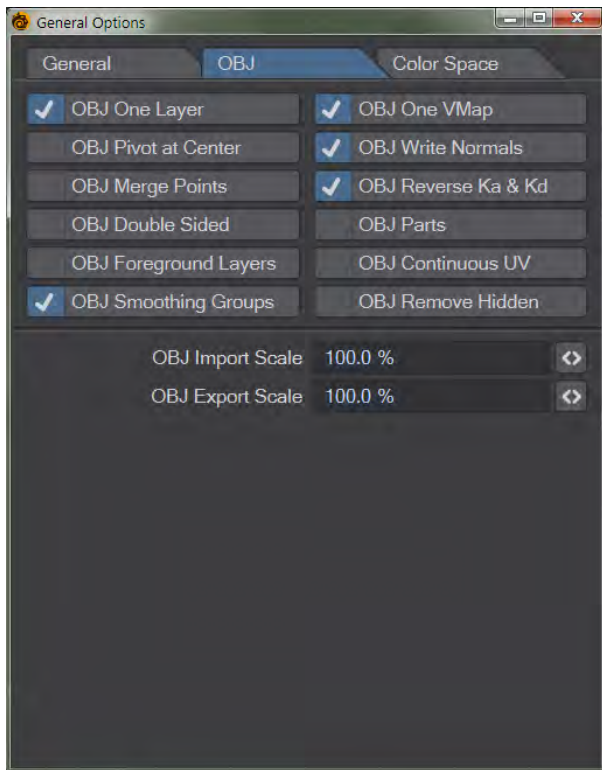 General Options
General OBJ Color Space
OBJ One Layer OBJ One VMap
OBJ Pivot at Center OBJ Write Normals
OBJ Merge Points OBJ Reverse Ka & Kd
OBJ Double Sided OBJ Parts
OBJ Foreground Layers OBJ Continuous UV
OBJ Smoothing Groups OBJ Remove Hidden
OBJ Import Scale 100.0 %
OBJ Export Scale 100.0 %